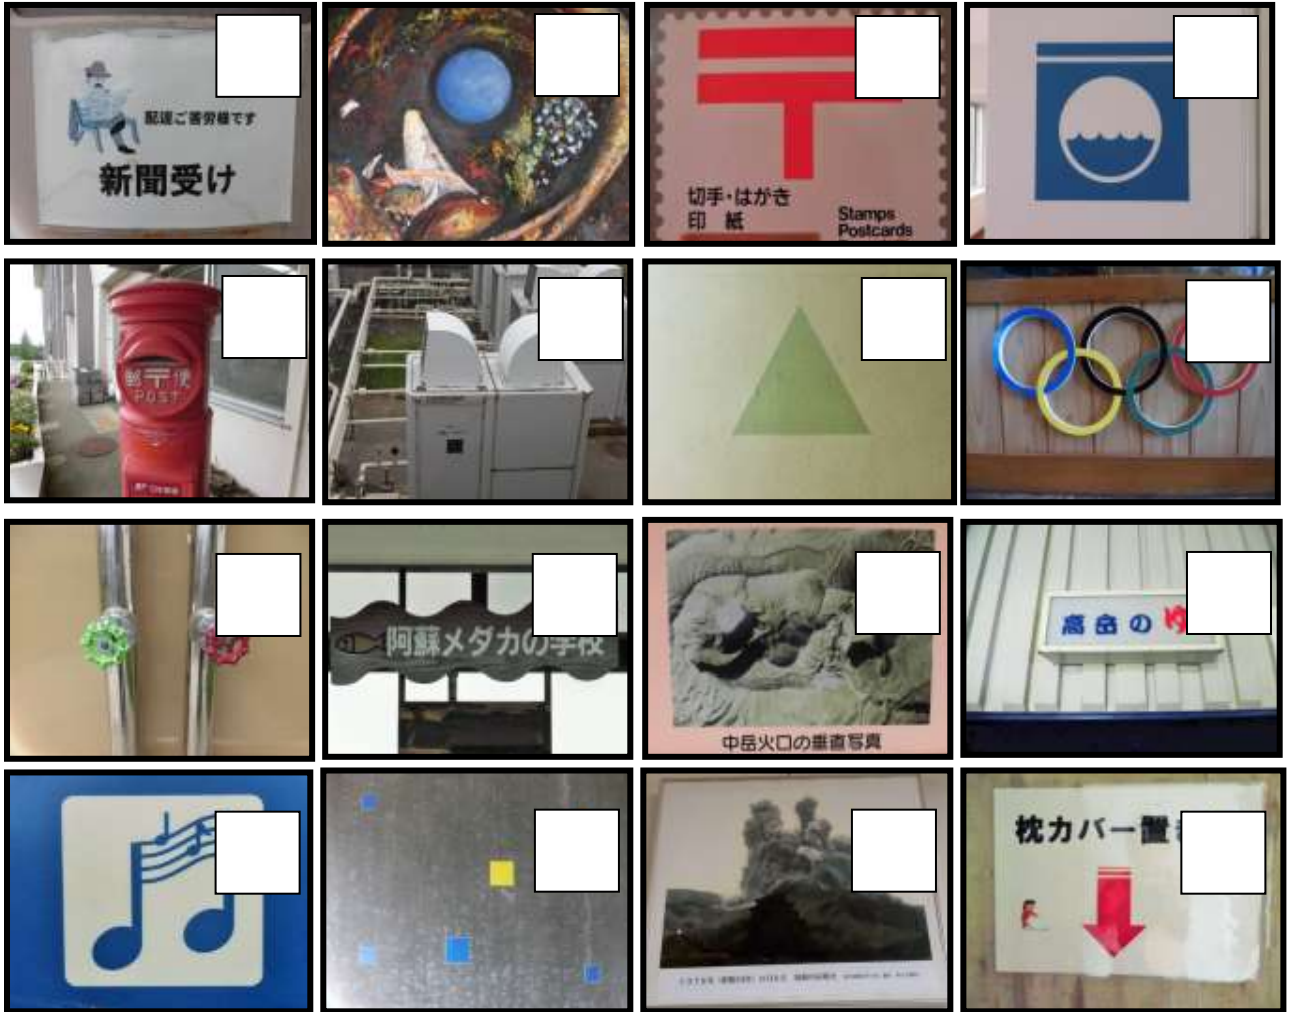 配達ご苦労様です
新聞受け
切手・はがき
印 紙
Stamps
Postcards
郵〒便
POST
阿蘇メダカの学校
中岳火口の垂直写真
高岳のゆ
枕カバー置